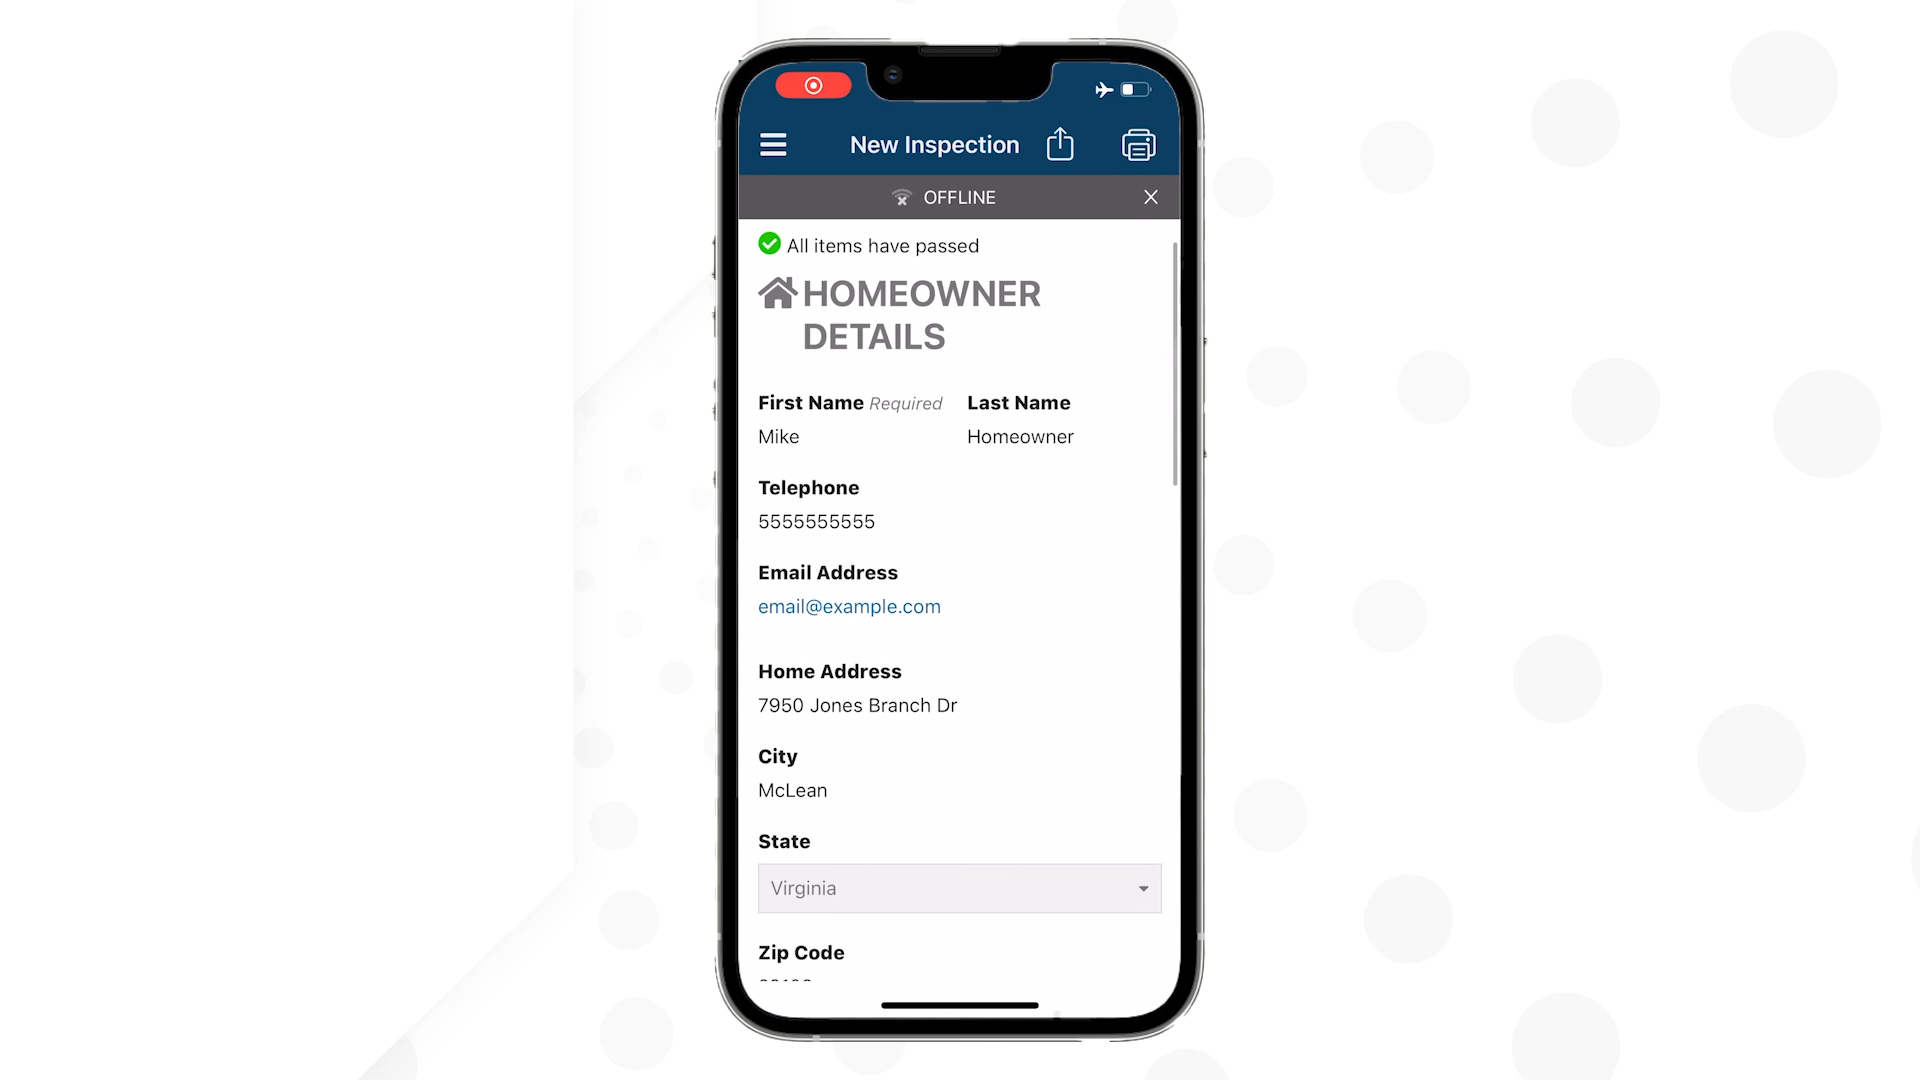 New Inspection
OFFLINE
All items have passed
HOMEOWNER
DETAILS
First Name Required Last Name
Mike Homeowner
Telephone
5555555555
Email Address
email@example.com
Home Address
7950 Jones Branch Dr
City
McLean
State
Virginia
Zip Code